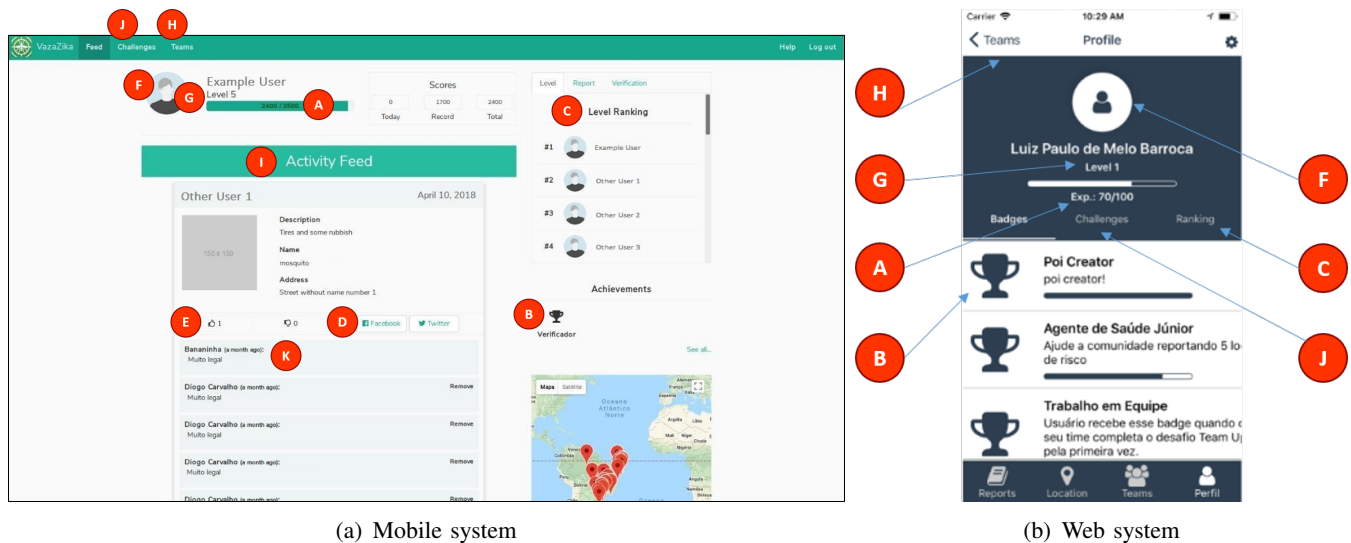 J H
VazaZika Feed Challenges Teams Help Log out
F Example User
G Level 5
2400 / 2500 A
Scores
0 1700 2400
Today Record Total
Level Report Verification
C Level Ranking
#1 Example User
#2 Other User 1
#3 Other User 2
#4 Other User 3
I Activity Feed
Other User 1 April 10, 2018
150 x 150
Description
Tires and some rubbish
Name
mosquito
Address
Street without name number 1
E 1 0 D Facebook Twitter
Bananinha (a month ago): K
Muito legal
Diogo Carvalho (a month ago): Remove
Muito legal
Diogo Carvalho (a month ago): Remove
Muito legal
Diogo Carvalho (a month ago): Remove
Muito legal
Diogo Carvalho (a month ago): Remove
Achievements
B
Verificador
See all...
Mapa Satélite
Oceano
Atlântico
Norte
(a) Mobile system
Carrier 10:29 AM
Teams Profile
H
Luiz Paulo de Melo Barroca
G Level 1 F
Exp.: 70/100
Badges Challenges Ranking
A C
Poi Creator
poi creator!
B J
Agente de Saúde Júnior
Ajude a comunidade reportando 5 lo
de risco
Trabalho em Equipe
Usuário recebe esse badge quando
seu time completa o desafio Team
pela primeira vez.
Reports Location Teams Perfil
(b) Web system